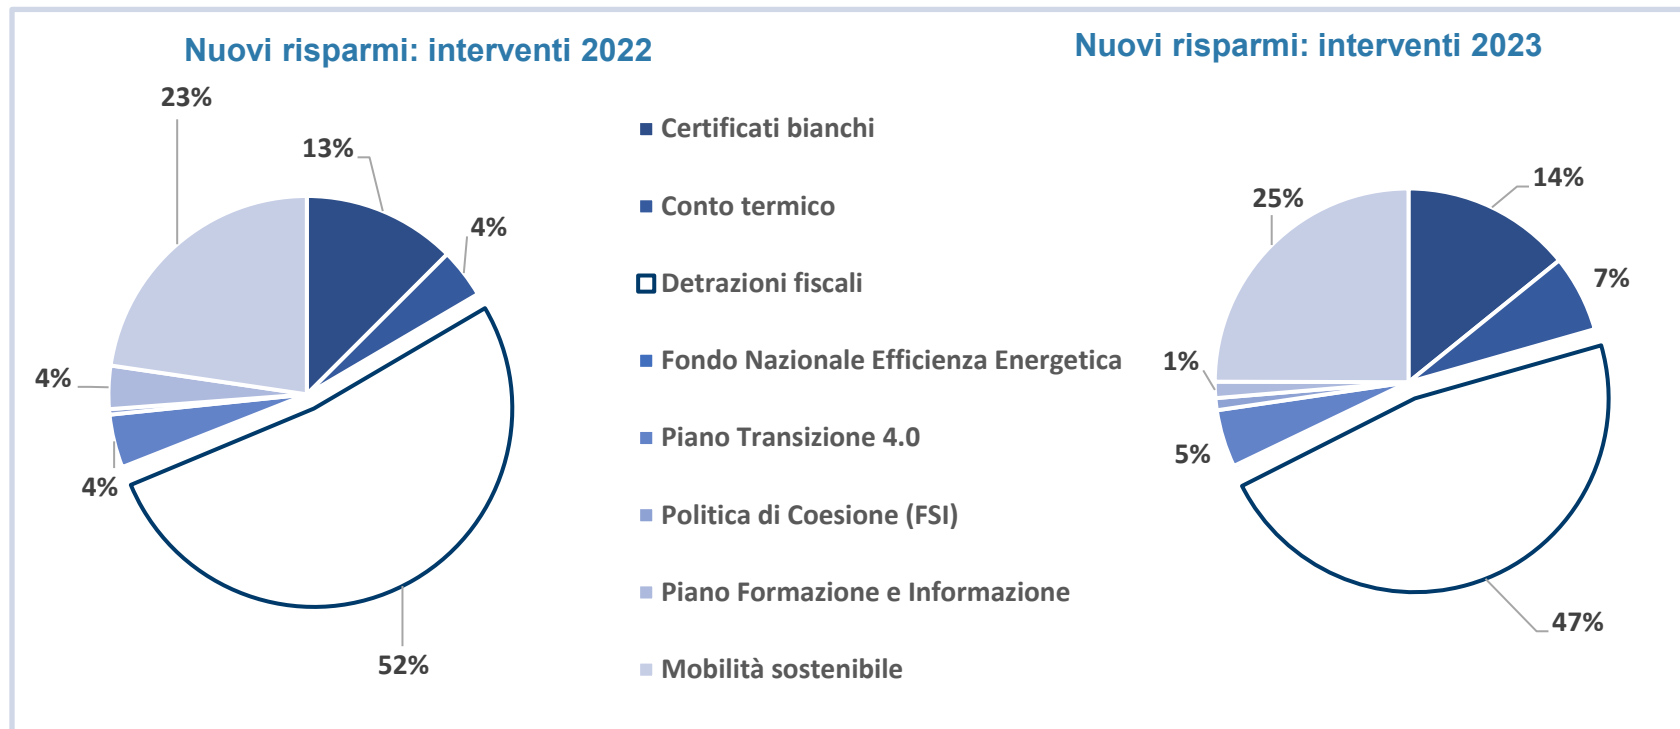 Nuovi risparmi: interventi 2022
23%
13%
4%
4%
4%
52%
Certificati bianchi
Conto termico
Detrazioni fiscali
Fondo Nazionale Efficienza Energetica
Piano Transizione 4.0
Politica di Coesione (FSI)
Piano Formazione e Informazione
Mobilità sostenibile
Nuovi risparmi: interventi 2023
25%
14%
7%
1%
5%
47%